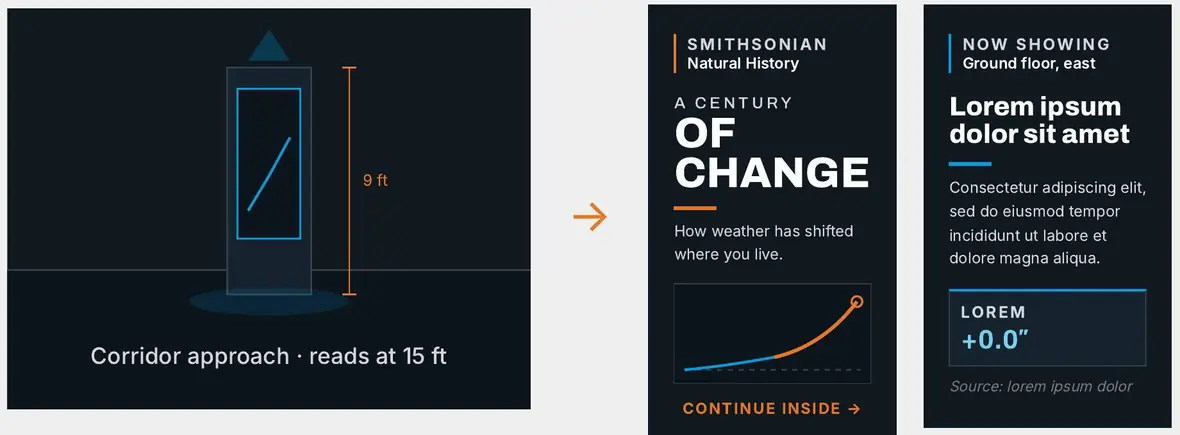 9 ft
Corridor approach · reads at 15 ft
→
SMITHSONIAN
Natural History
A CENTURY
OF
CHANGE
How weather has shifted
where you live.
CONTINUE INSIDE →
NOW SHOWING
Ground floor, east
Lorem ipsum
dolor sit amet
Consectetur adipiscing elit,
sed do eiusmod tempor
incididunt ut labore et
dolore magna aliqua.
LOREM
+0.0″
Source: lorem ipsum dolor